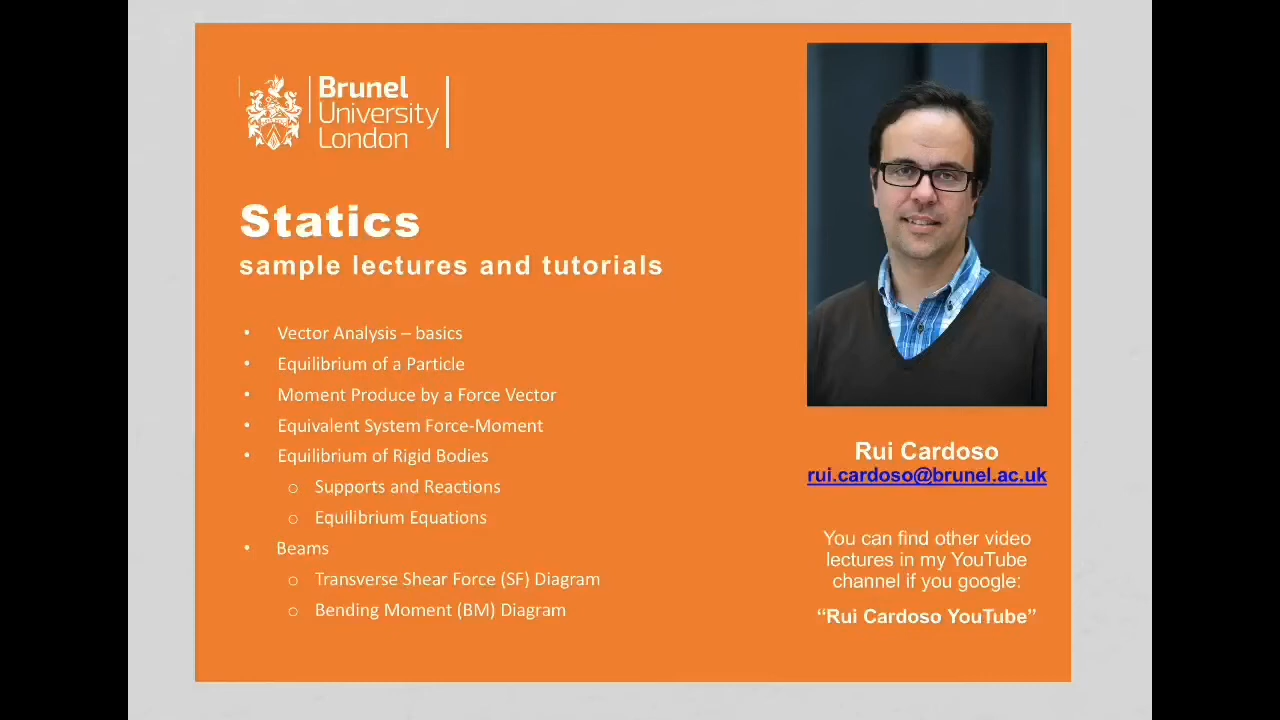 Brunel
University
London
Statics
sample lectures and tutorials
• Vector Analysis – basics
• Equilibrium of a Particle
• Moment Produce by a Force Vector
• Equivalent System Force-Moment
• Equilibrium of Rigid Bodies
o Supports and Reactions
o Equilibrium Equations
• Beams
o Transverse Shear Force (SF) Diagram
o Bending Moment (BM) Diagram
Rui Cardoso
rui.cardoso@brunel.ac.uk
You can find other video
lectures in my YouTube
channel if you google:
“Rui Cardoso YouTube”